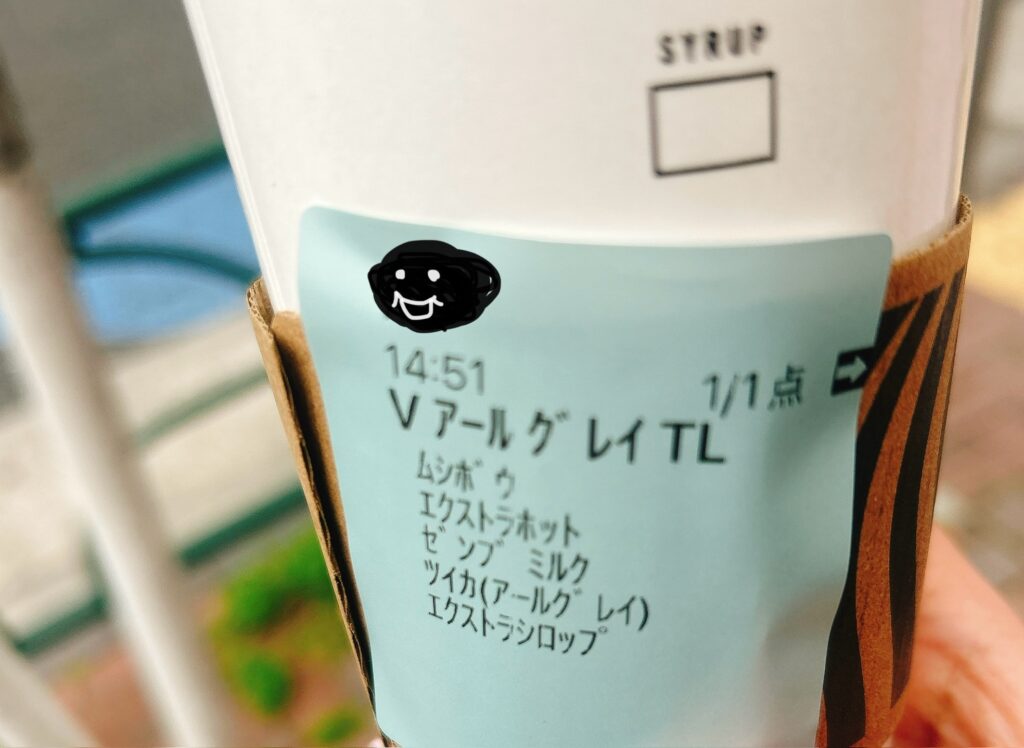 SYRUP
14:51
1/1点
V アールグレイ TL
ムシボウ
エクストラホット
ゼンブミルク
ツイカ(アールグレイ)
エクストラシロップ